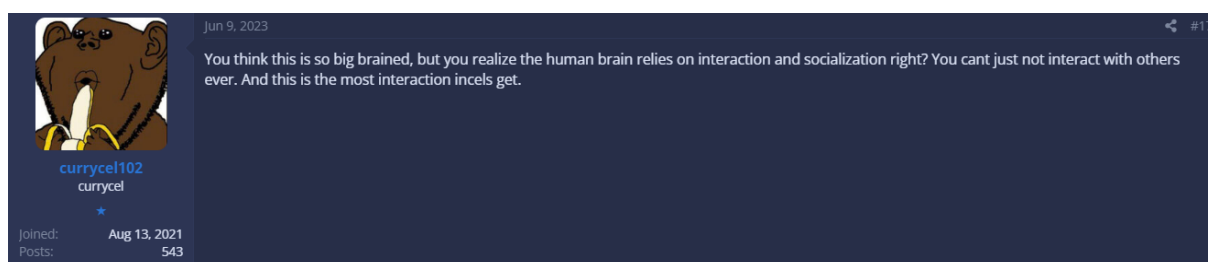 Jun 9, 2023
You think this is so big brained, but you realize the human brain relies on interaction and socialization right? You cant just not interact with others
ever. And this is the most interaction incels get.
currycel102
currycel
Joined: Aug 13, 2021
Posts: 543